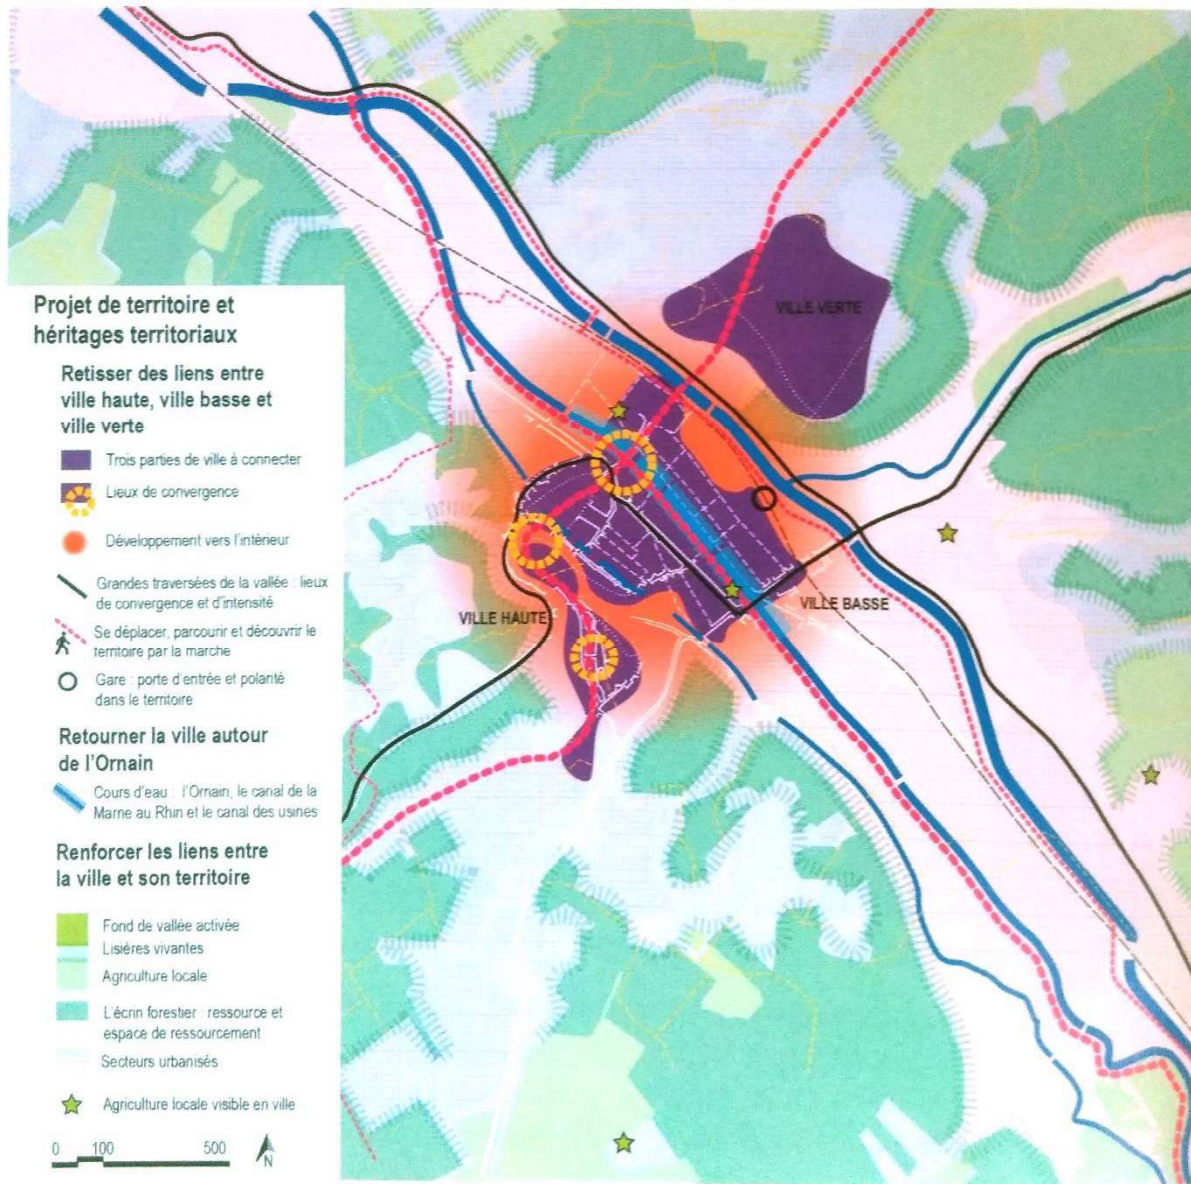 Projet de territoire et
héritages territoriaux
Retisser des liens entre
ville haute, ville basse et
ville verte
Trois parties de ville à connecter
Lieux de convergence
Développement vers l'intérieur
Grandes traversées de la vallée : lieux
de convergence et d'intensité
Se déplacer, parcourir et découvrir le
territoire par la marche
Gare : porte d'entrée et polarité
dans le territoire
Retourner la ville autour
de l'Ornain
Cours d'eau : l'Ornain, le canal de la
Marne au Rhin et le canal des usines
Renforcer les liens entre
la ville et son territoire
Fond de vallée activée
Lisiéres vivantes
Agriculture locale
L'écrin forestier : ressource et
espace de ressourcement
Secteurs urbanisés
Agriculture locale visible en ville
0 100 500
N
VILLE VERTE
VILLE BASSE
VILLE HAUTE